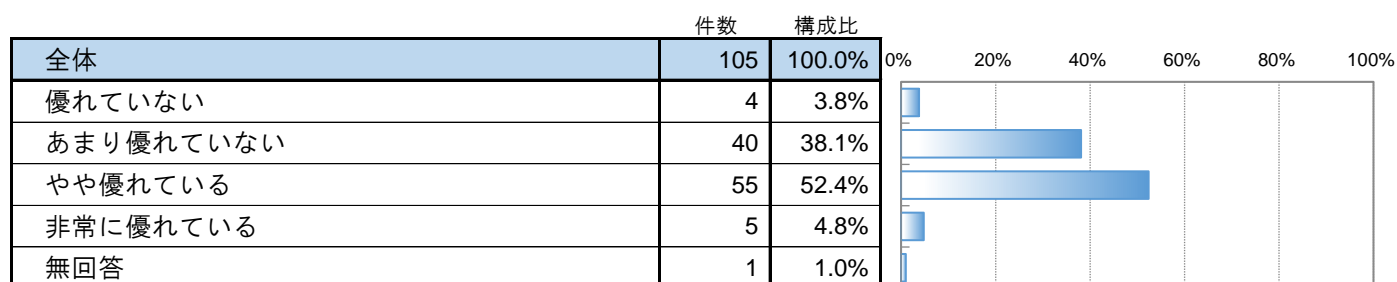 件数 構成比
全体 105 100.0% 0% 20% 40% 60% 80% 100%
優れていない 4 3.8%
あまり優れていない 40 38.1%
やや優れている 55 52.4%
非常に優れている 5 4.8%
無回答 1 1.0%